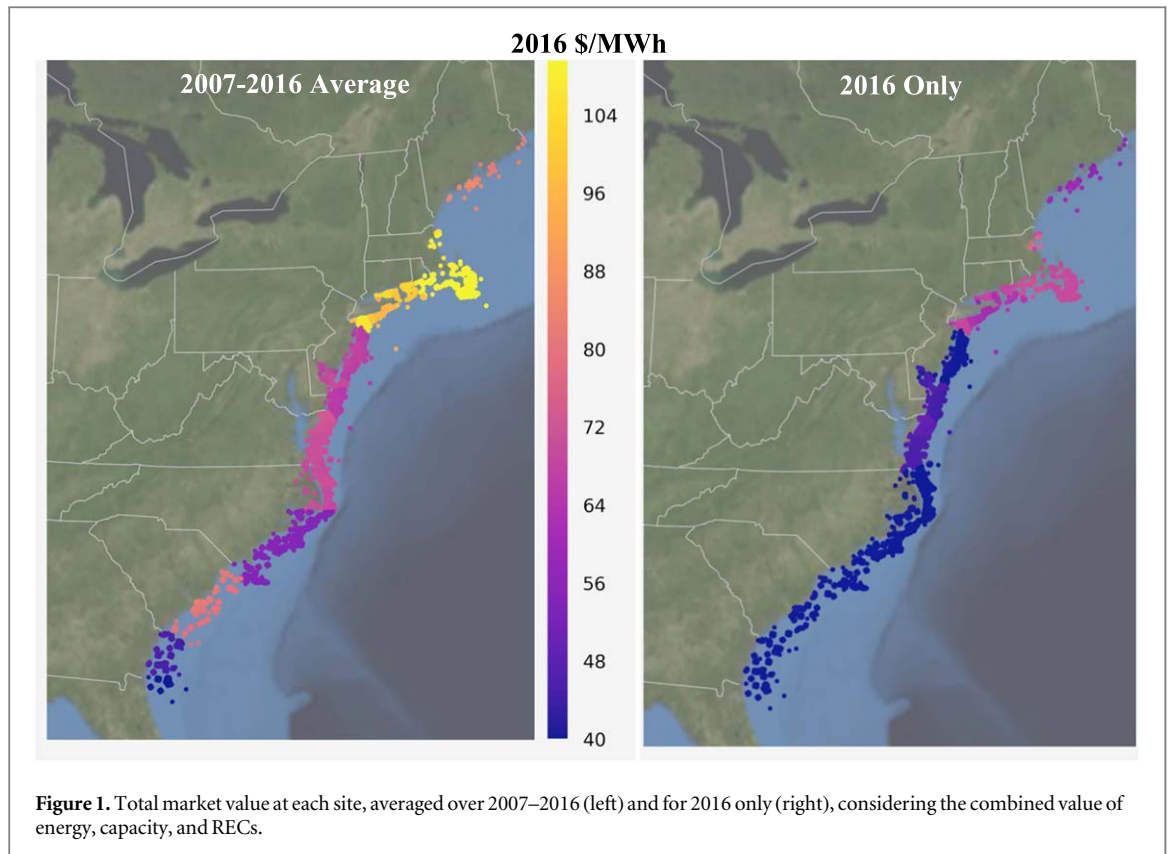 2016 $/MWh
2007-2016 Average
2016 Only
104
96
88
80
72
64
56
48
40
Figure 1. Total market value at each site, averaged over 2007–2016 (left) and for 2016 only (right), considering the combined value of
energy, capacity, and RECs.